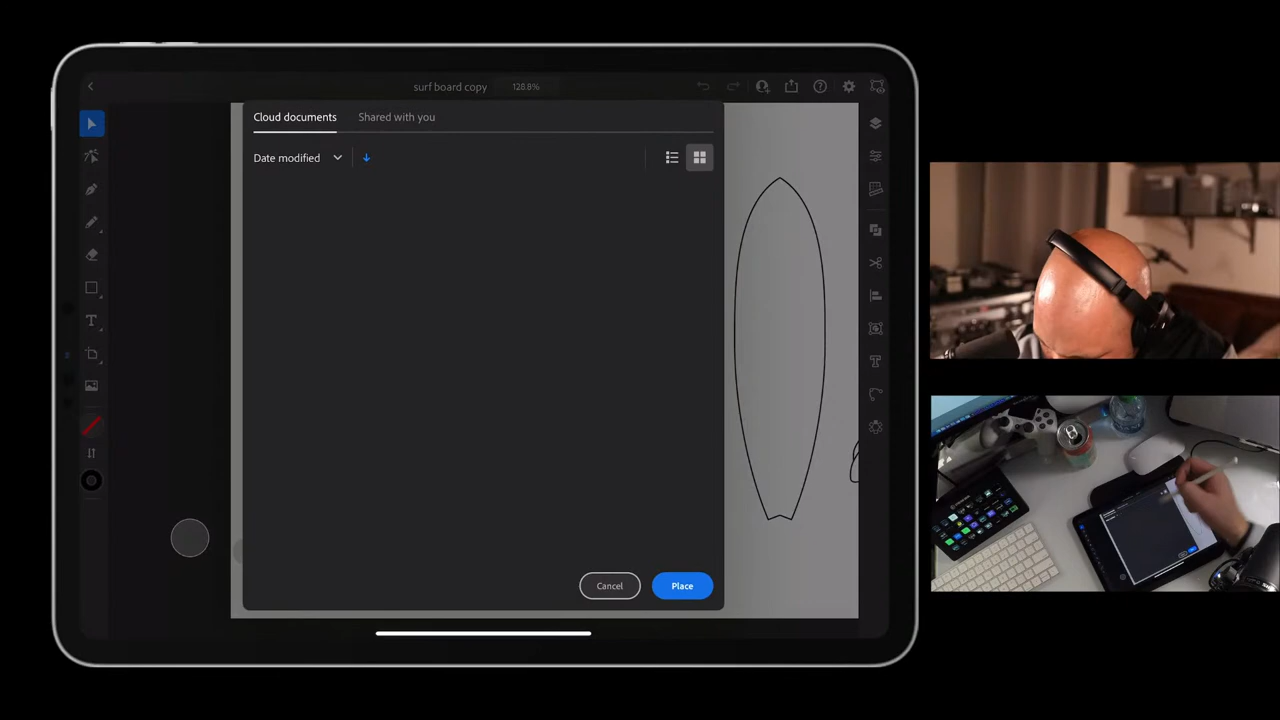 surf board copy 128.8%
Cloud documents Shared with you
Date modified
Cancel Place